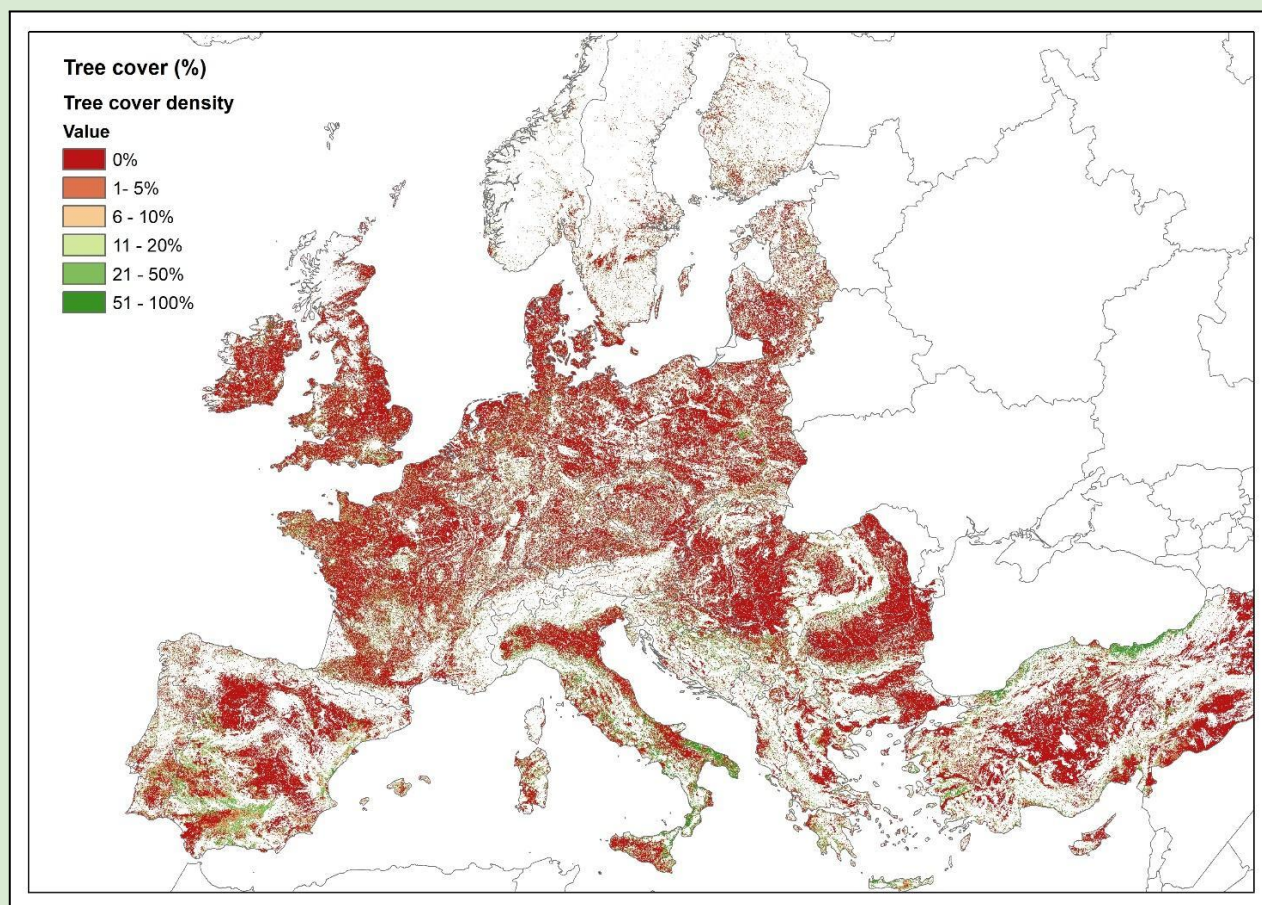 Tree cover (%)
Tree cover density
Value
0%
1- 5%
6 - 10%
11 - 20%
21 - 50%
51 - 100%